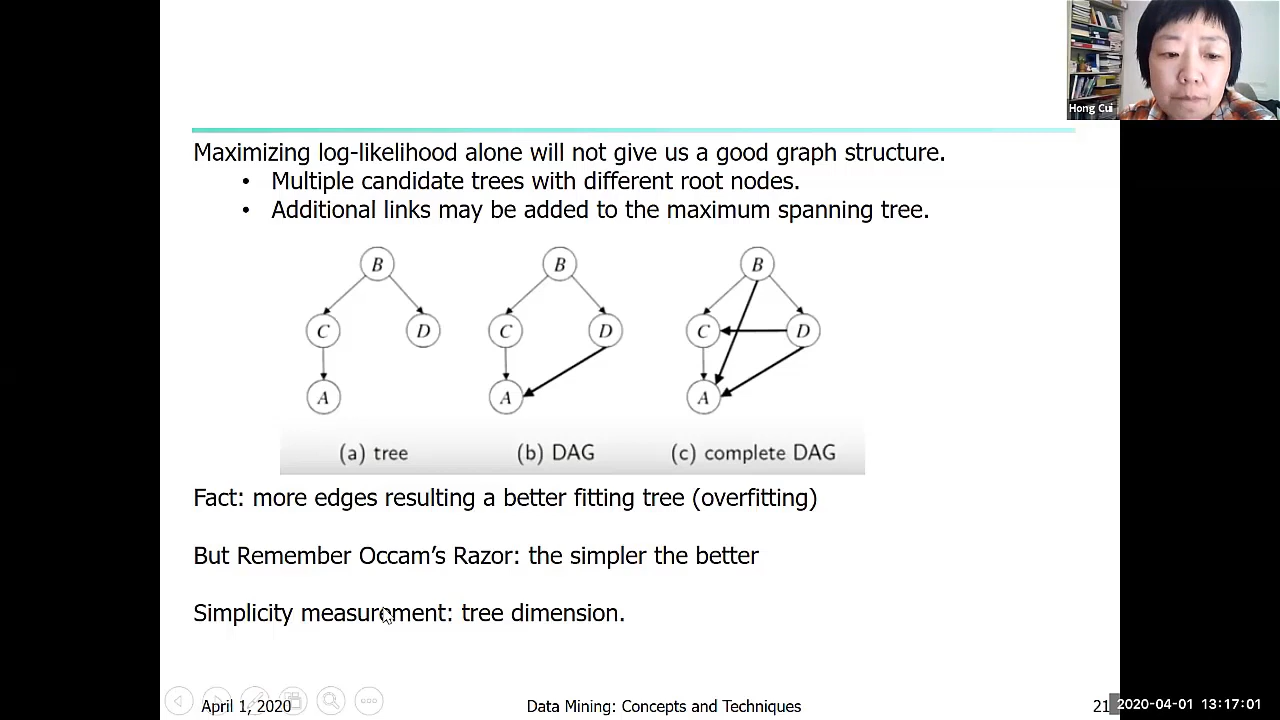 Hong Cui
Maximizing log-likelihood alone will not give us a good graph structure.
• Multiple candidate trees with different root nodes.
• Additional links may be added to the maximum spanning tree.
B B B
C D C D C D
A A A
(a) tree (b) DAG (c) complete DAG
Fact: more edges resulting a better fitting tree (overfitting)
But Remember Occam’s Razor: the simpler the better
Simplicity measurement: tree dimension.
April 1, 2020 Data Mining: Concepts and Techniques 21
2020-04-01 13:17:01